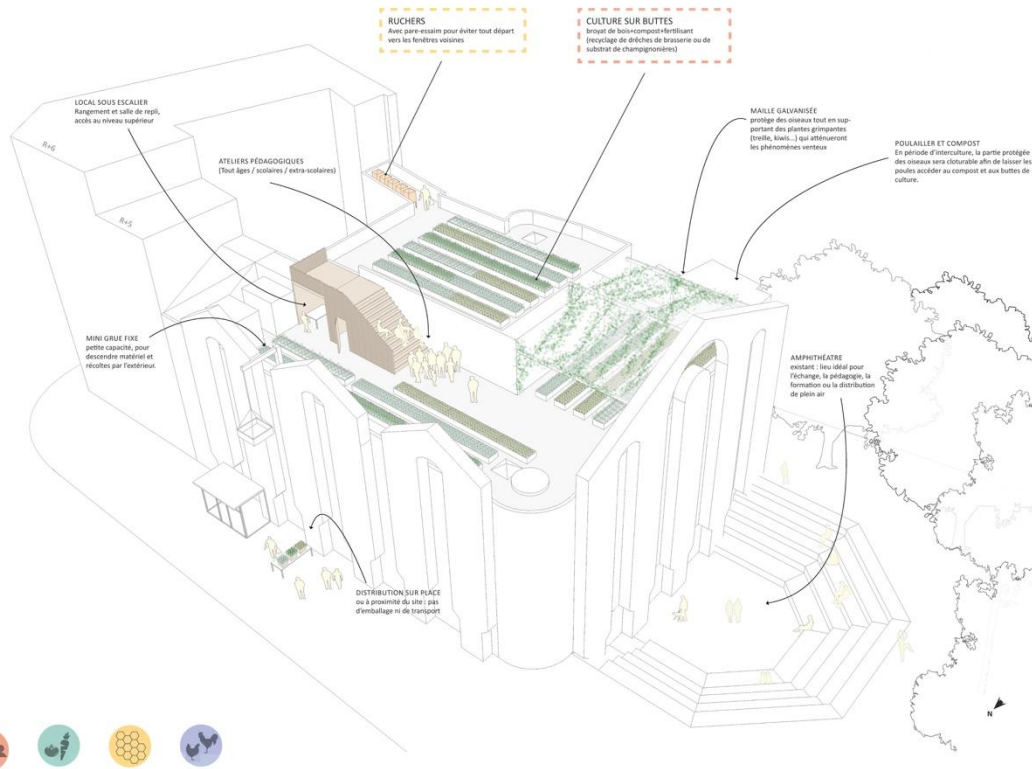 RUCHERS
Avec pare-essaim pour éviter tout départ
vers les fenêtres voisines
CULTURE SUR BUTTES
broyat de bois+compost+fertilisant
(recyclage de drêches de brasserie ou de
substrat de champignonières)
LOCAL SOUS ESCALIER
Rangement et salle de repli,
accès au niveau supérieur
MAILLE GALVANISÉE
protège des oiseaux tout en sup-
portant des plantes grimpantes
(treille, kiwis...) qui atténueront
les phénomènes venteux
POULAILLER ET COMPOST
En période d'interculture, la partie protégée
des oiseaux sera cloturable afin de laisser les
poules accéder au compost et aux buttes de
culture.
ATELIERS PÉDAGOGIQUES
(Tout âges / scolaires / extra-scolaires)
R+6
R+5
MINI GRUE FIXE
petite capacité, pour
descendre matériel et
récoltes par l'extérieur.
AMPHITHÉATRE
existant : lieu idéal pour
l'échange, la pédagogie, la
formation ou la distribution
de plein air
DISTRIBUTION SUR PLACE
ou à proximité du site : pas
d'emballage ni de transport
N